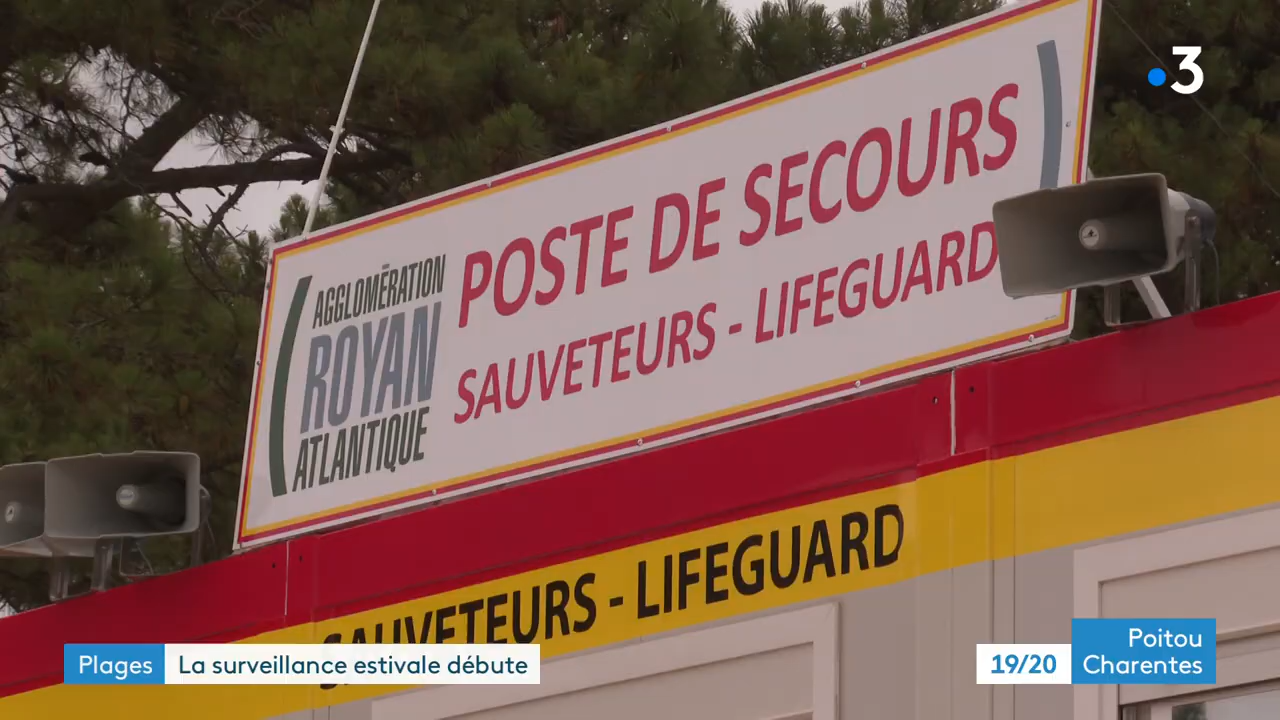 3
AGGLOMÉRATION
ROYAN
ATLANTIQUE
POSTE DE SECOURS
SAUVETEURS - LIFEGUARD
SAUVETEURS - LIFEGUARD
Plages
La surveillance estivale débute
19/20
Poitou
Charentes